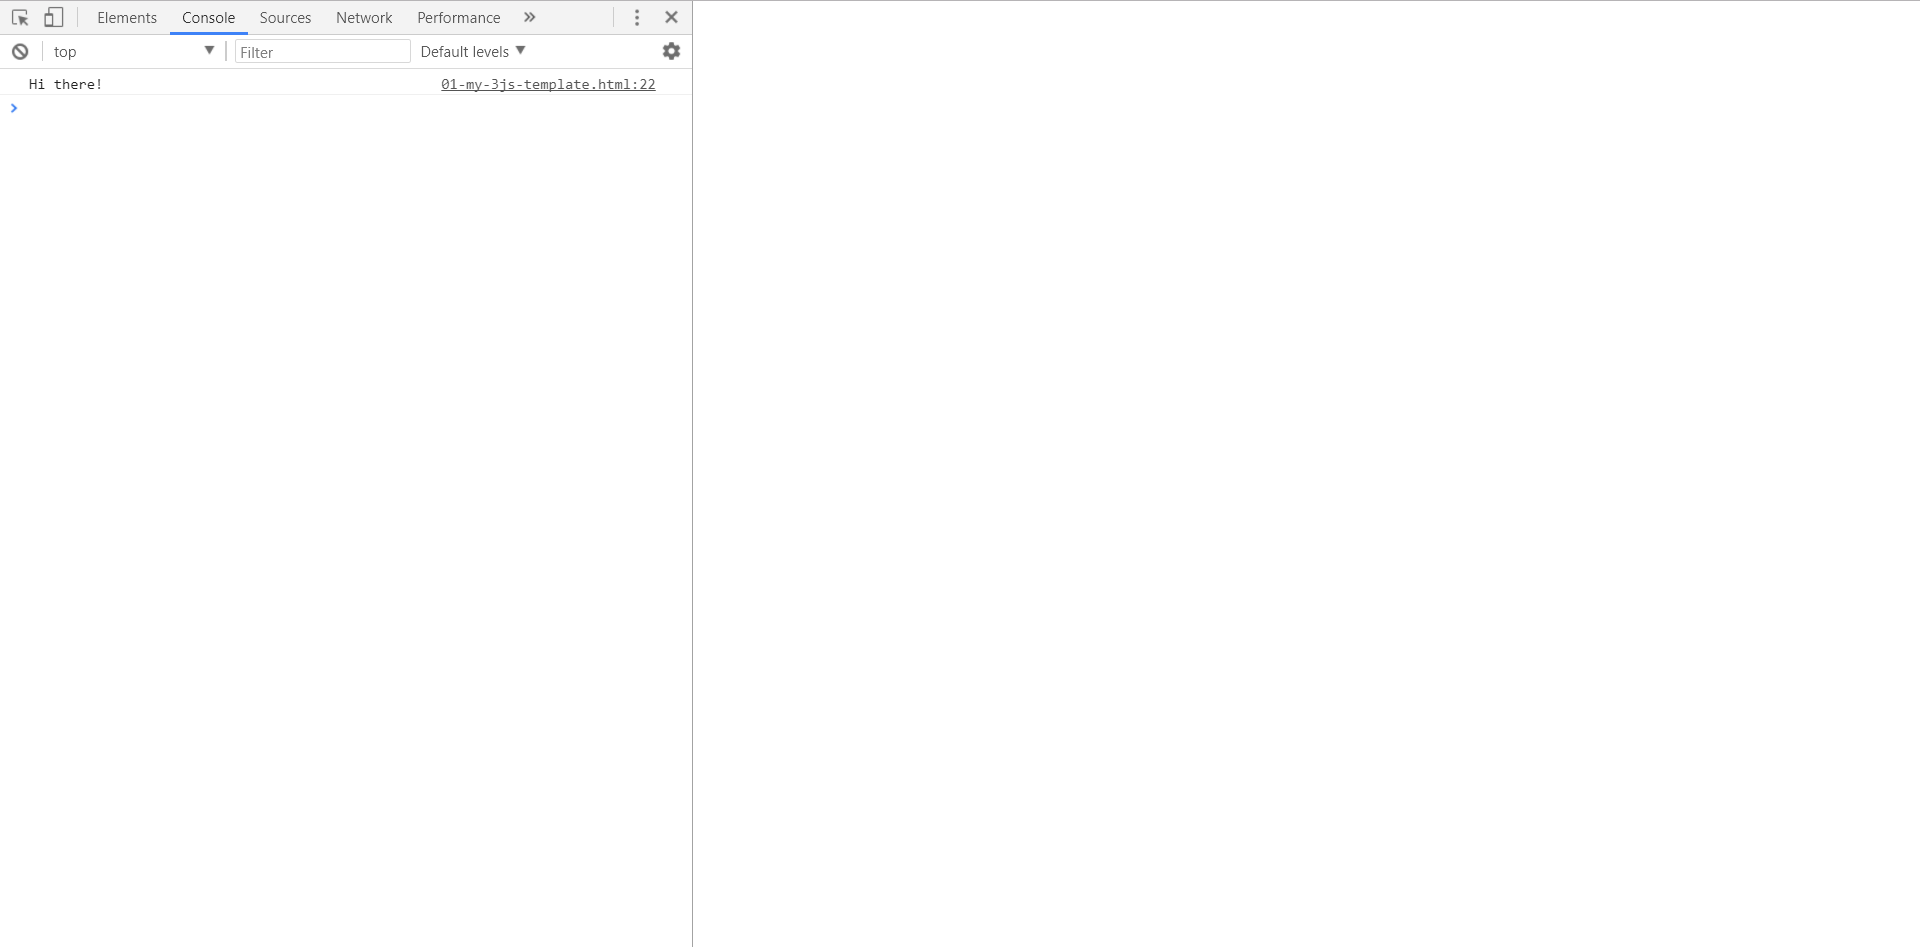 Elements Console Sources Network Performance
top Filter Default levels
Hi there! 01-my-3js-template.html:22